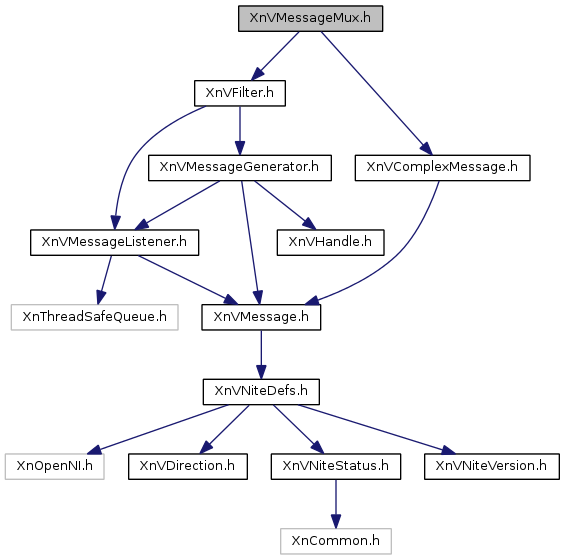 XnVMessageMux.h
XnVFilter.h
XnVMessageGenerator.h
XnVComplexMessage.h
XnVMessageListener.h
XnVHandle.h
XnThreadSafeQueue.h
XnVMessage.h
XnVNiteDefs.h
XnOpenNI.h
XnVDirection.h
XnVNiteStatus.h
XnVNiteVersion.h
XnCommon.h